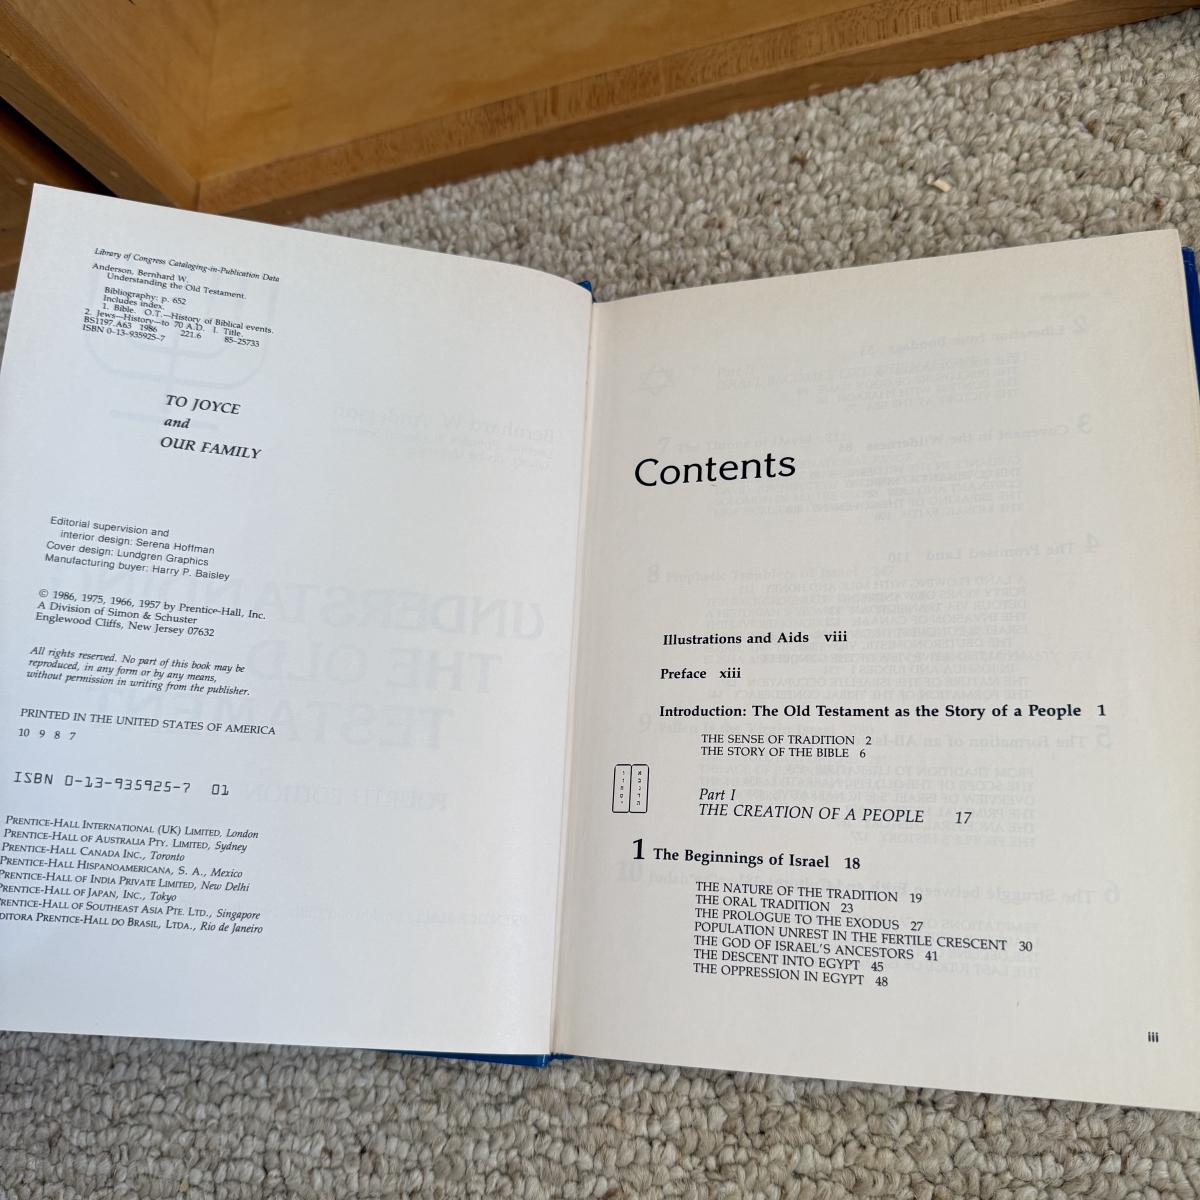 Library of Congress Cataloging-in-Publication Data
Anderson, Bernhard W.
Understanding the Old Testament.
Bibliography: p. 652
Includes index.
1. Bible. O.T.—History of Biblical events.
2. Jews—History—to 70 A.D. I. Title.
BS1197.A63 1986 221.6 85-25733
ISBN 0-13-935925-7
TO JOYCE
and
OUR FAMILY
Editorial supervision and
interior design: Serena Hoffman
Cover design: Lundgren Graphics
Manufacturing buyer: Harry P. Baisley
© 1986, 1975, 1966, 1957 by Prentice-Hall, Inc.
A Division of Simon & Schuster
Englewood Cliffs, New Jersey 07632
All rights reserved. No part of this book may be
reproduced, in any form or by any means,
without permission in writing from the publisher.
PRINTED IN THE UNITED STATES OF AMERICA
10 9 8 7
ISBN 0-13-935925-7 01
PRENTICE-HALL INTERNATIONAL (UK) LIMITED, London
PRENTICE-HALL OF AUSTRALIA PTY. LIMITED, Sydney
PRENTICE-HALL CANADA INC., Toronto
PRENTICE-HALL HISPANOAMERICANA, S. A., Mexico
PRENTICE-HALL OF INDIA PRIVATE LIMITED, New Delhi
RENTICE-HALL OF JAPAN, INC., Tokyo
RENTICE-HALL OF SOUTHEAST ASIA PTE. LTD., Singapore
DITORA PRENTICE-HALL DO BRASIL, LTDA., Rio de Janeiro
Contents
Illustrations and Aids viii
Preface xiii
Introduction: The Old Testament as the Story of a People 1
THE SENSE OF TRADITION 2
THE STORY OF THE BIBLE 6
Part I
THE CREATION OF A PEOPLE 17
1 The Beginnings of Israel 18
THE NATURE OF THE TRADITION 19
THE ORAL TRADITION 23
THE PROLOGUE TO THE EXODUS 27
POPULATION UNREST IN THE FERTILE CRESCENT 30
THE GOD OF ISRAEL'S ANCESTORS 41
THE DESCENT INTO EGYPT 45
THE OPPRESSION IN EGYPT 48
iii